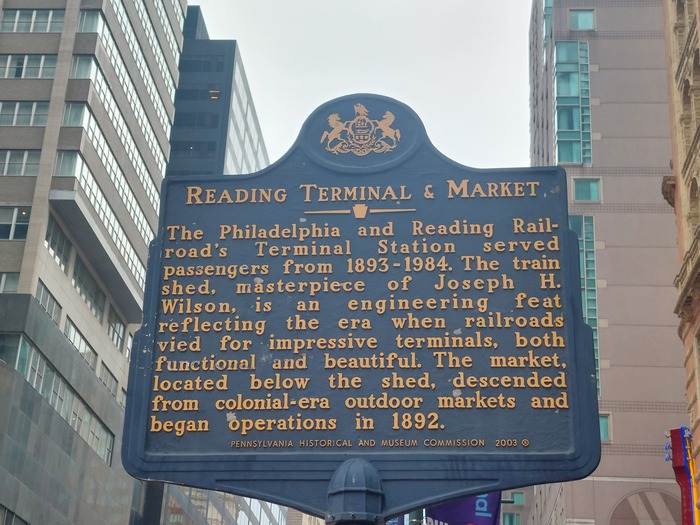 READING TERMINAL & MARKET
The Philadelphia and Reading Rail-
road's Terminal Station served
passengers from 1893-1984. The train
shed, masterpiece of Joseph H.
Wilson, is an engineering feat
reflecting the era when railroads
vied for impressive terminals, both
functional and beautiful. The market,
located below the shed, descended
from colonial-era outdoor markets and
began operations in 1892.
PENNSYLVANIA HISTORICAL AND MUSEUM COMMISSION 2003 ®